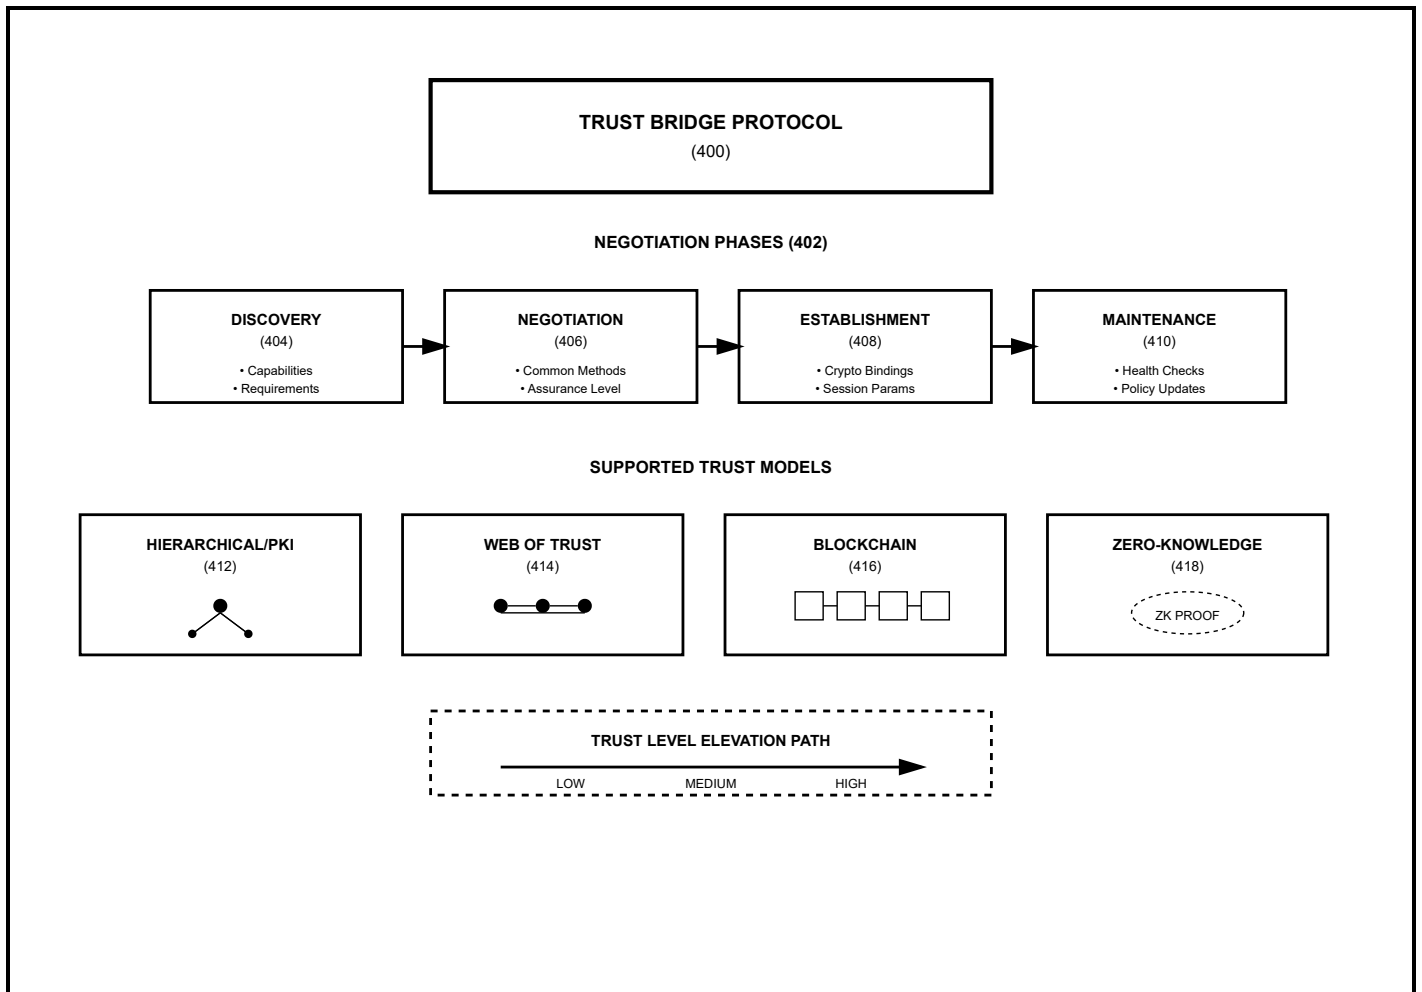 TRUST BRIDGE PROTOCOL
(400)
NEGOTIATION PHASES (402)
DISCOVERY
(404)
• Capabilities
• Requirements
NEGOTIATION
(406)
• Common Methods
• Assurance Level
ESTABLISHMENT
(408)
• Crypto Bindings
• Session Params
MAINTENANCE
(410)
• Health Checks
• Policy Updates
SUPPORTED TRUST MODELS
HIERARCHICAL/PKI
(412)
WEB OF TRUST
(414)
BLOCKCHAIN
(416)
ZERO-KNOWLEDGE
(418)
ZK PROOF
TRUST LEVEL ELEVATION PATH
LOW MEDIUM HIGH